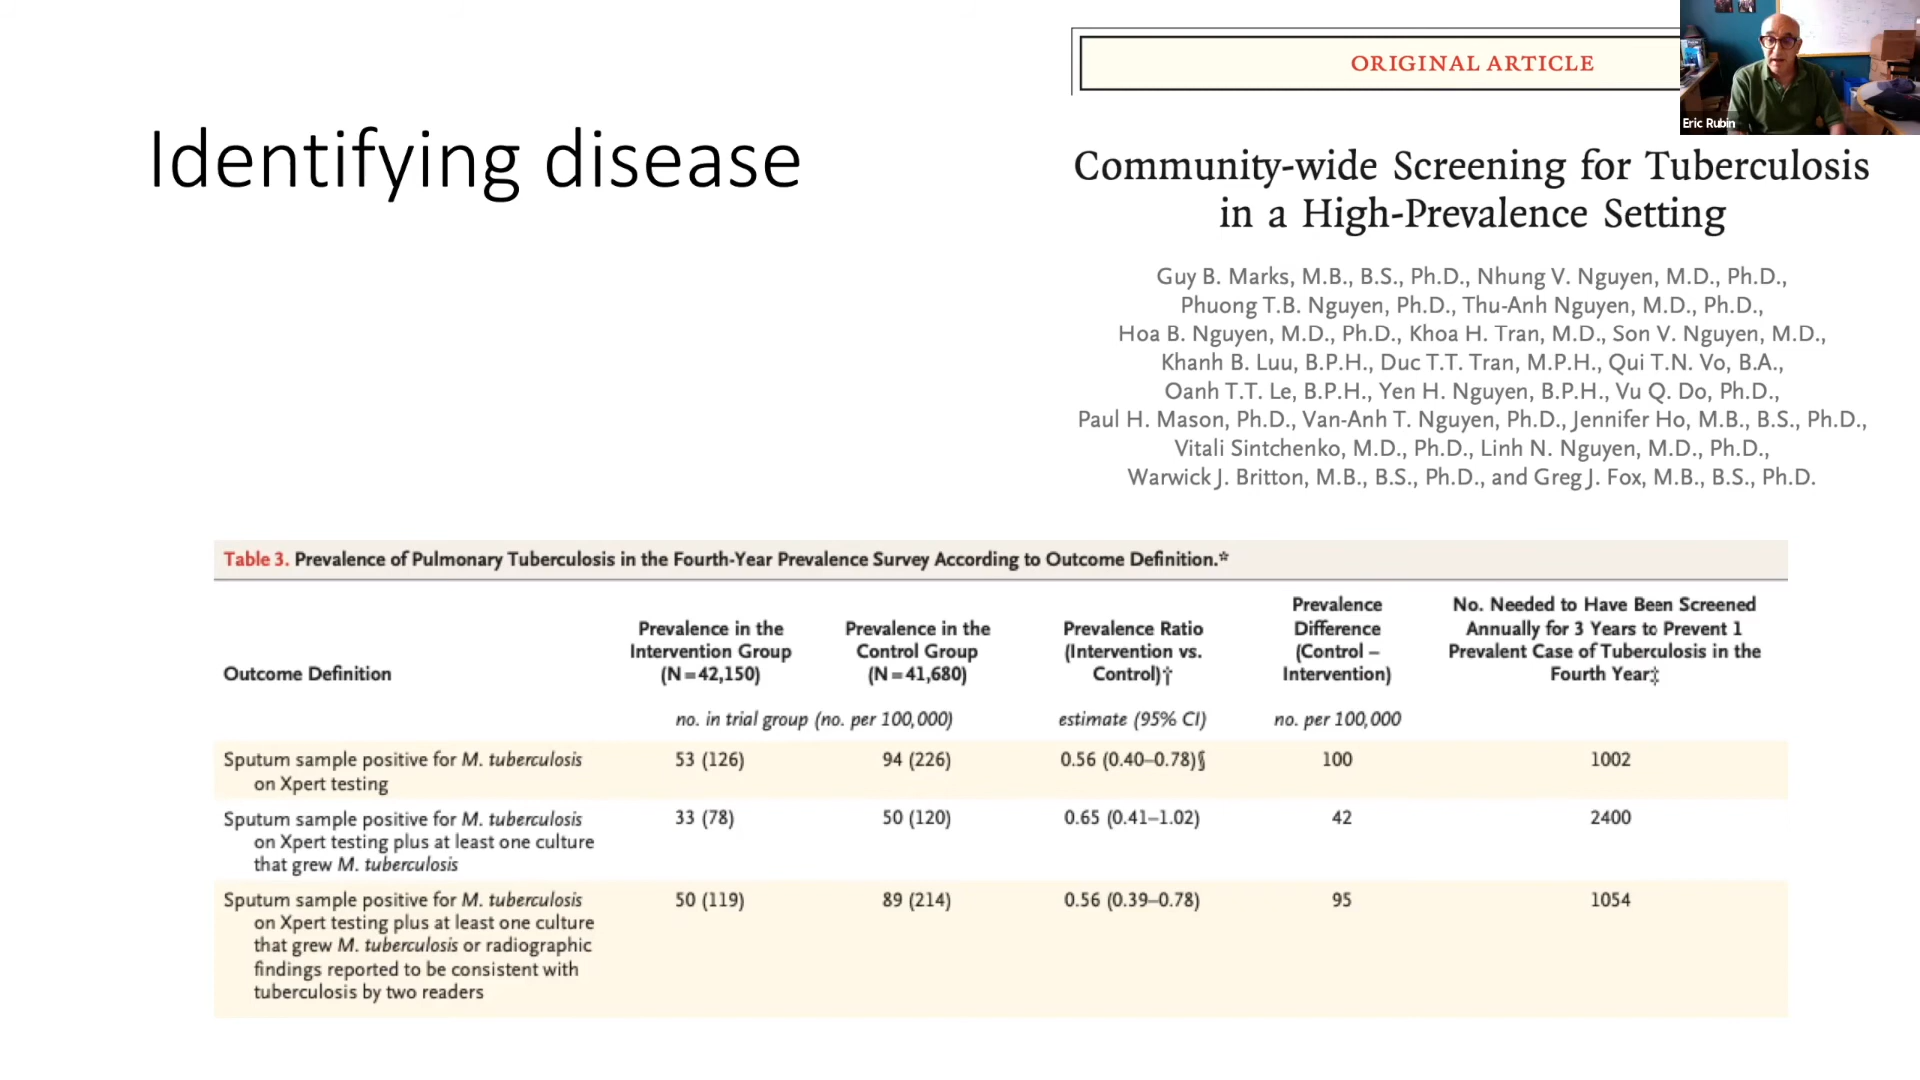 Identifying disease
ORIGINAL ARTICLE
Eric Rubin
Community-wide Screening for Tuberculosis
in a High-Prevalence Setting
Guy B. Marks, M.B., B.S., Ph.D., Nhung V. Nguyen, M.D., Ph.D.,
Phuong T.B. Nguyen, Ph.D., Thu-Anh Nguyen, M.D., Ph.D.,
Hoa B. Nguyen, M.D., Ph.D., Khoa H. Tran, M.D., Son V. Nguyen, M.D.,
Khanh B. Luu, B.P.H., Duc T.T. Tran, M.P.H., Qui T.N. Vo, B.A.,
Oanh T.T. Le, B.P.H., Yen H. Nguyen, B.P.H., Vu Q. Do, Ph.D.,
Paul H. Mason, Ph.D., Van-Anh T. Nguyen, Ph.D., Jennifer Ho, M.B., B.S., Ph.D.,
Vitali Sintchenko, M.D., Ph.D., Linh N. Nguyen, M.D., Ph.D.,
Warwick J. Britton, M.B., B.S., Ph.D., and Greg J. Fox, M.B., B.S., Ph.D.
Table 3. Prevalence of Pulmonary Tuberculosis in the Fourth-Year Prevalence Survey According to Outcome Definition.*
Outcome Definition
Prevalence in the
Intervention Group
(N=42,150)
Prevalence in the
Control Group
(N=41,680)
Prevalence Ratio
(Intervention vs.
Control)†
Prevalence
Difference
(Control –
Intervention)
No. Needed to Have Been Screened
Annually for 3 Years to Prevent 1
Prevalent Case of Tuberculosis in the
Fourth Year‡
no. in trial group (no. per 100,000)
estimate (95% CI)
no. per 100,000
Sputum sample positive for M. tuberculosis
on Xpert testing
53 (126)
94 (226)
0.56 (0.40–0.78)§
100
1002
Sputum sample positive for M. tuberculosis
on Xpert testing plus at least one culture
that grew M. tuberculosis
33 (78)
50 (120)
0.65 (0.41–1.02)
42
2400
Sputum sample positive for M. tuberculosis
on Xpert testing plus at least one culture
that grew M. tuberculosis or radiographic
findings reported to be consistent with
tuberculosis by two readers
50 (119)
89 (214)
0.56 (0.39–0.78)
95
1054